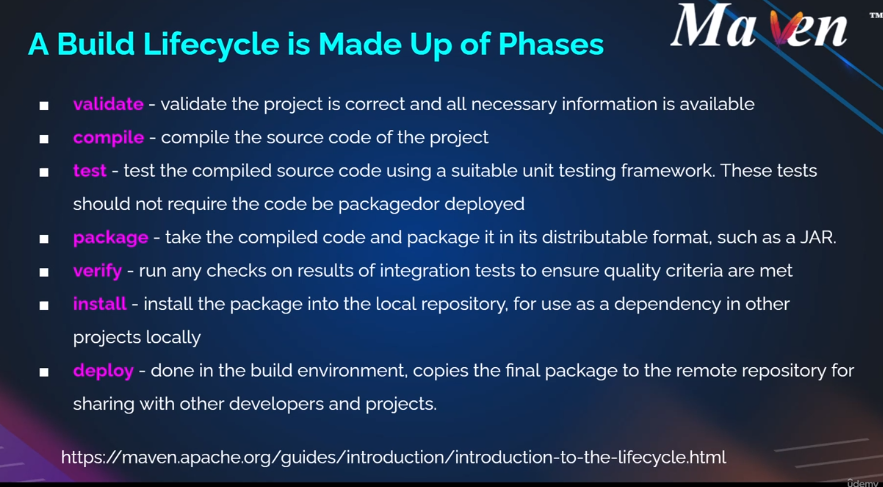 A Build Lifecycle is Made Up of Phases
Maven ™
■ validate - validate the project is correct and all necessary information is available
■ compile - compile the source code of the project
■ test - test the compiled source code using a suitable unit testing framework. These tests
should not require the code be packagedor deployed
■ package - take the compiled code and package it in its distributable format, such as a JAR.
■ verify - run any checks on results of integration tests to ensure quality criteria are met
■ install - install the package into the local repository, for use as a dependency in other
projects locally
■ deploy - done in the build environment, copies the final package to the remote repository for
sharing with other developers and projects.
https://maven.apache.org/guides/introduction/introduction-to-the-lifecycle.html
ûdemy